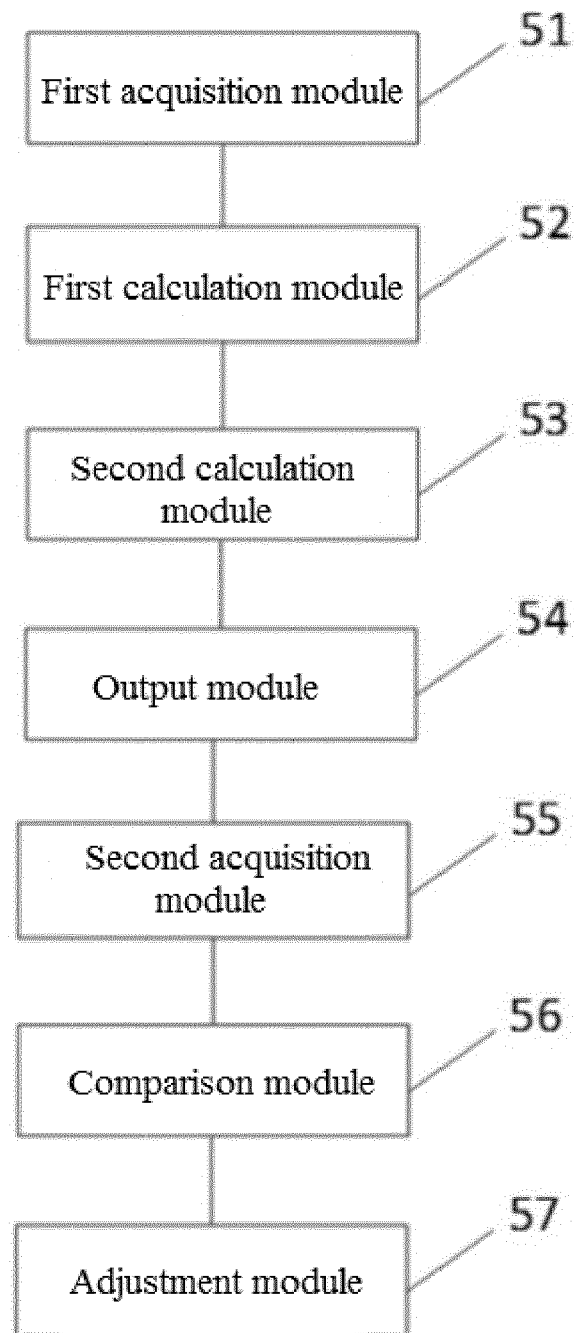 51
First acquisition module
52
First calculation module
53
Second calculation
module
54
Output module
55
Second acquisition
module
56
Comparison module
57
Adjustment module